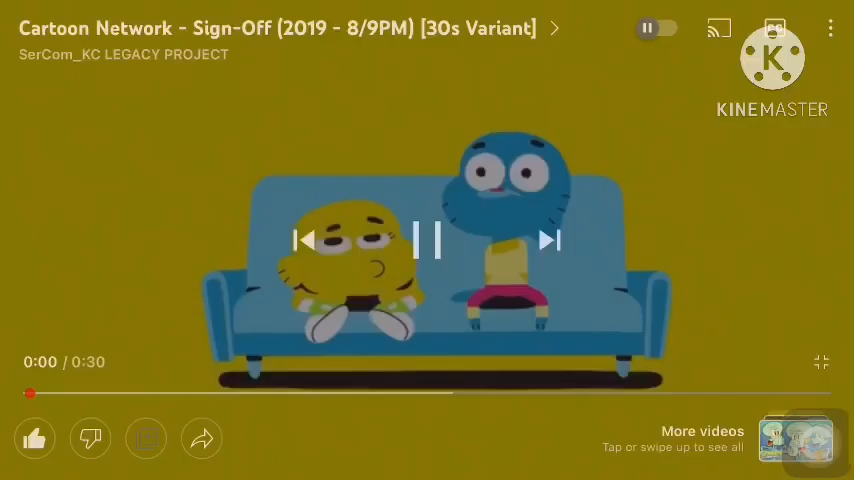 Cartoon Network - Sign-Off (2019 - 8/9PM) [30s Variant]
SerCom_KC LEGACY PROJECT
CC
K
KINEMASTER
0:00 / 0:30
More videos
Tap or swipe up to see all